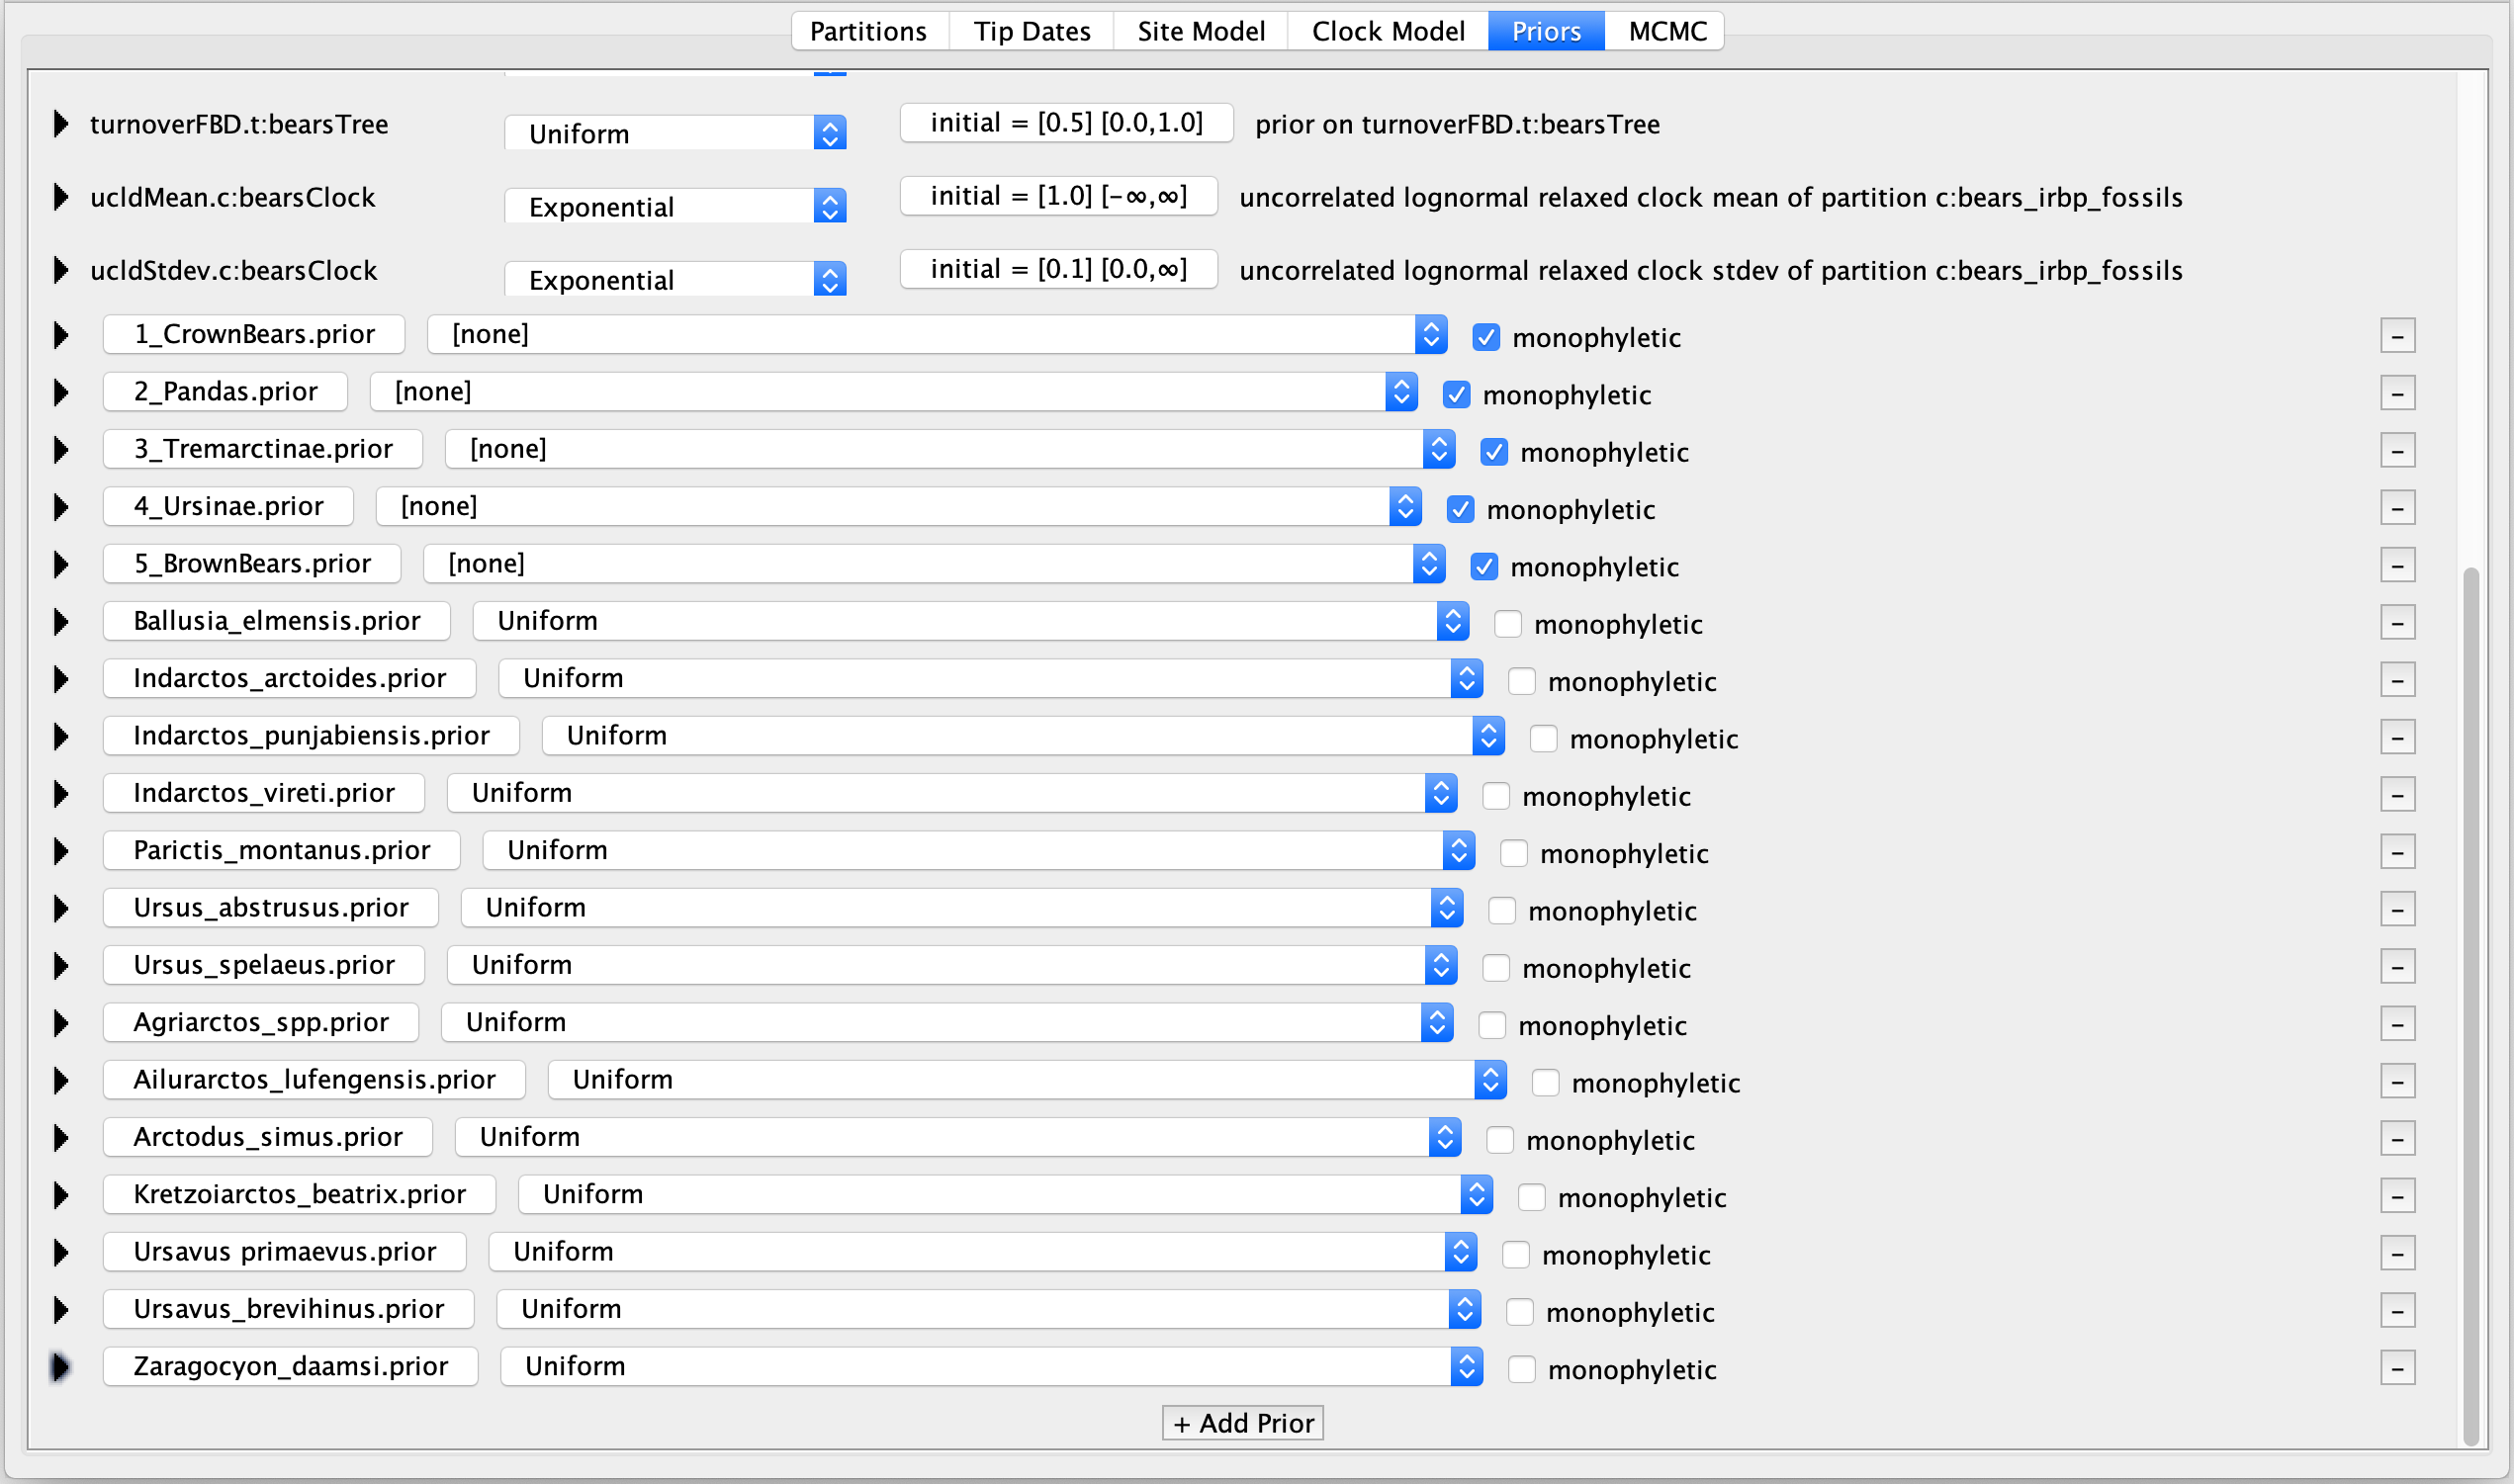 Partitions Tip Dates Site Model Clock Model Priors MCMC
turnoverFBD.t:bearsTree Uniform initial = [0.5] [0.0,1.0] prior on turnoverFBD.t:bearsTree
ucldMean.c:bearsClock Exponential initial = [1.0] [-∞,∞] uncorrelated lognormal relaxed clock mean of partition c:bears_irbp_fossils
ucldStdev.c:bearsClock Exponential initial = [0.1] [0.0,∞] uncorrelated lognormal relaxed clock stdev of partition c:bears_irbp_fossils
1_CrownBears.prior [none] monophyletic -
2_Pandas.prior [none] monophyletic -
3_Tremarctinae.prior [none] monophyletic -
4_Ursinae.prior [none] monophyletic -
5_BrownBears.prior [none] monophyletic -
Ballusia_elmensis.prior Uniform monophyletic -
Indarctos_arctoides.prior Uniform monophyletic -
Indarctos_punjabiensis.prior Uniform monophyletic -
Indarctos_vireti.prior Uniform monophyletic -
Parictis_montanus.prior Uniform monophyletic -
Ursus_abstrusus.prior Uniform monophyletic -
Ursus_spelaeus.prior Uniform monophyletic -
Agriarctos_spp.prior Uniform monophyletic -
Ailurarctos_lufengensis.prior Uniform monophyletic -
Arctodus_simus.prior Uniform monophyletic -
Kretzoiarctos_beatrix.prior Uniform monophyletic -
Ursavus primaevus.prior Uniform monophyletic -
Ursavus_brevihinus.prior Uniform monophyletic -
Zaragocyon_daamsi.prior Uniform monophyletic -
+ Add Prior